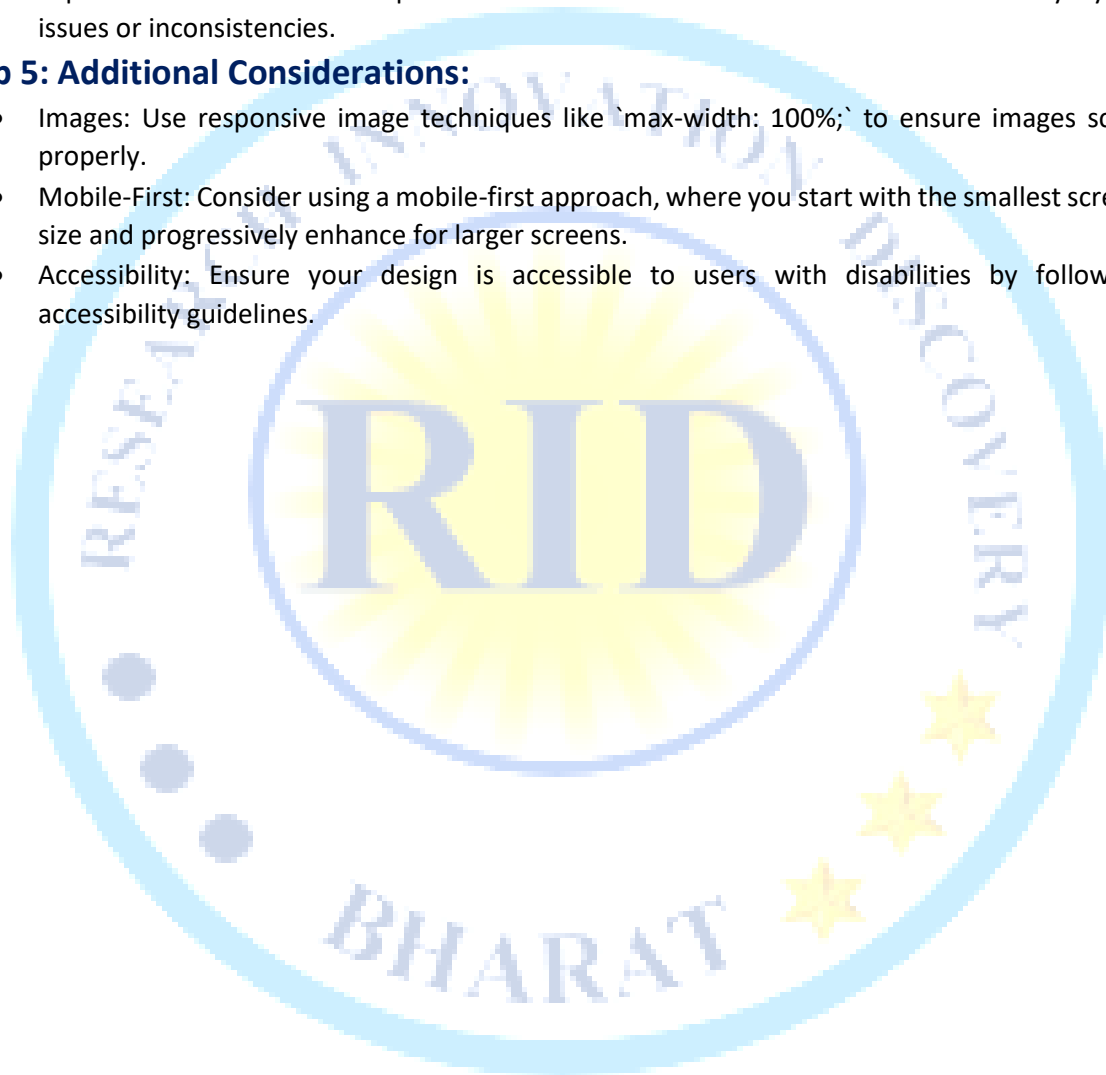 issues or inconsistencies.
p 5: Additional Considerations:
• Images: Use responsive image techniques like `max-width: 100%;` to ensure images sc
properly.
• Mobile-First: Consider using a mobile-first approach, where you start with the smallest scre
size and progressively enhance for larger screens.
• Accessibility: Ensure your design is accessible to users with disabilities by follow
accessibility guidelines.
RESEARCH INNOVATION DISCOVERY
RID
BHARAT